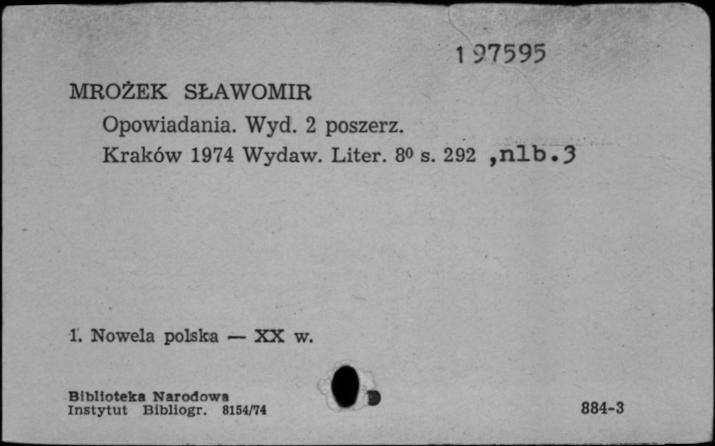 197595
MROŻEK SŁAWOMIR
Opowiadania. Wyd. 2 poszerz.
Kraków 1974 Wydaw. Liter. 8⁰ s. 292 ,nlb.3
1. Nowela polska — XX w.
Biblioteka Narodowa
Instytut Bibliogr. 8154/74
884-3